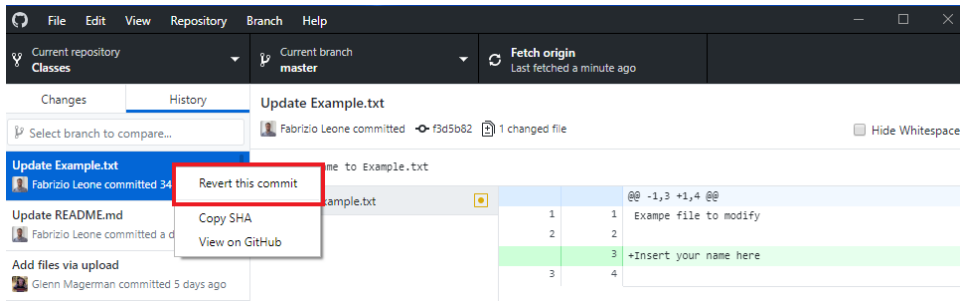 File Edit View Repository Branch Help
Current repository
Classes
Current branch
master
Fetch origin
Last fetched a minute ago
Changes
History
Select branch to compare...
Update Example.txt
Fabrizio Leone committed 34
Update README.md
Fabrizio Leone committed a d
Add files via upload
Glenn Magerman committed 5 days ago
Revert this commit
Copy SHA
View on GitHub
Update Example.txt
Fabrizio Leone committed f3d5b82 1 changed file
Hide Whitespace
me to Example.txt
ample.txt
@@ -1,3 +1,4 @@
1 1 Exampe file to modify
2 2
3 +Insert your name here
3 4